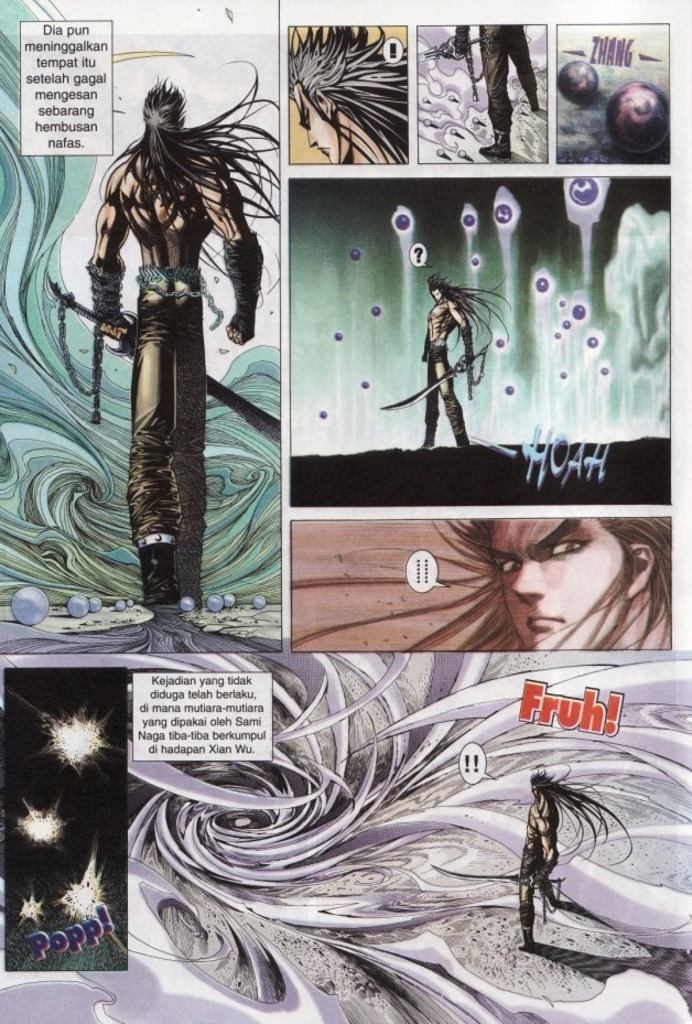 Dia pun
meninggalkan
tempat itu
setelah gagal
mengesan
sebarang
hembusan
nafas.
!
ZHANG
?
HOAH
!!!
Kejadian yang tidak
diduga telah berlaku,
di mana mutiara-mutiara
yang dipakai oleh Sami
Naga tiba-tiba berkumpul
di hadapan Xian Wu.
Fruh!
!!
Popp!